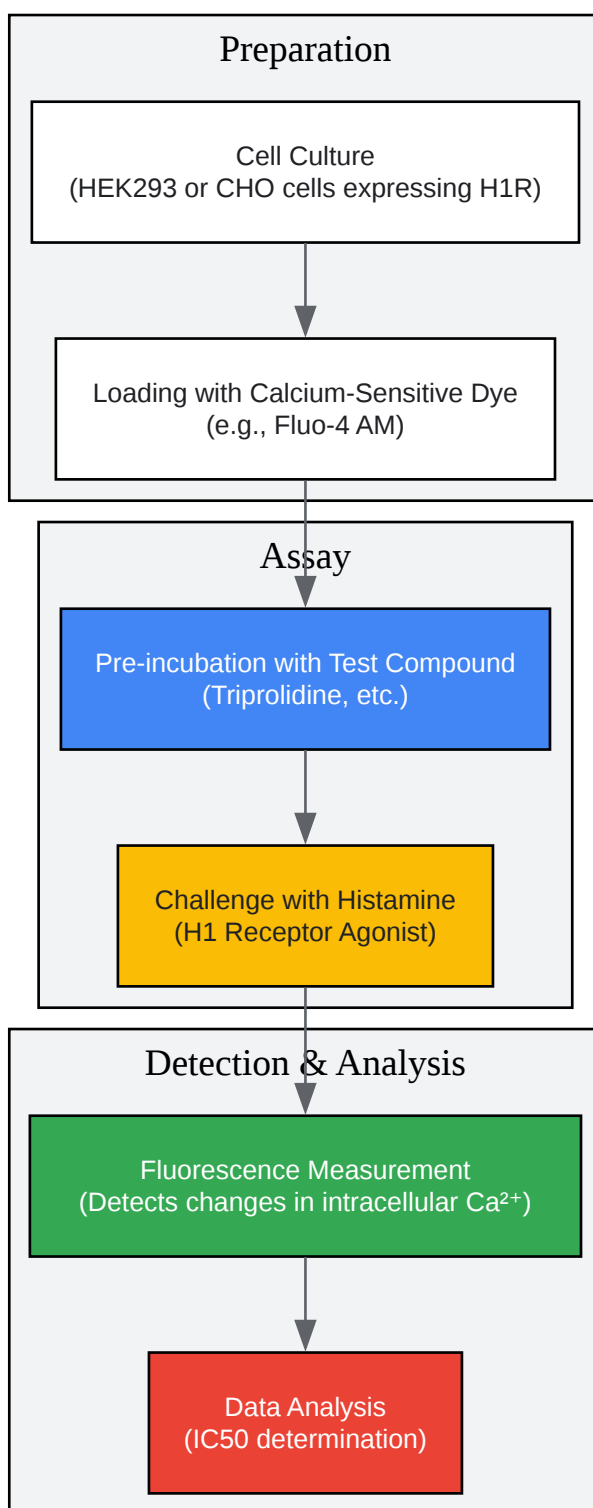 Preparation
Cell Culture
(HEK293 or CHO cells expressing H1R)
Loading with Calcium-Sensitive Dye
(e.g., Fluo-4 AM)
Assay
Pre-incubation with Test Compound
(Triprolidine, etc.)
Challenge with Histamine
(H1 Receptor Agonist)
Detection & Analysis
Fluorescence Measurement
(Detects changes in intracellular Ca²⁺)
Data Analysis
(IC50 determination)